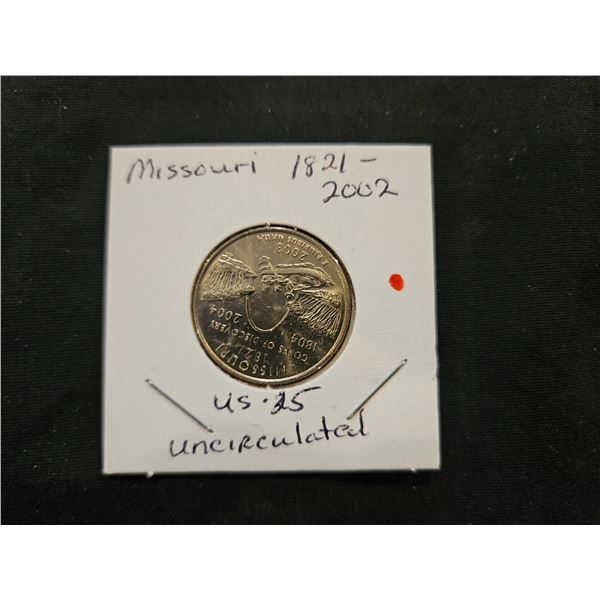 Missouri 1821-
2002
MISSOURI
1821
CORPS OF DISCOVERY
1804 2004
2003
E PLURIBUS UNUM
US .25
uncirculated